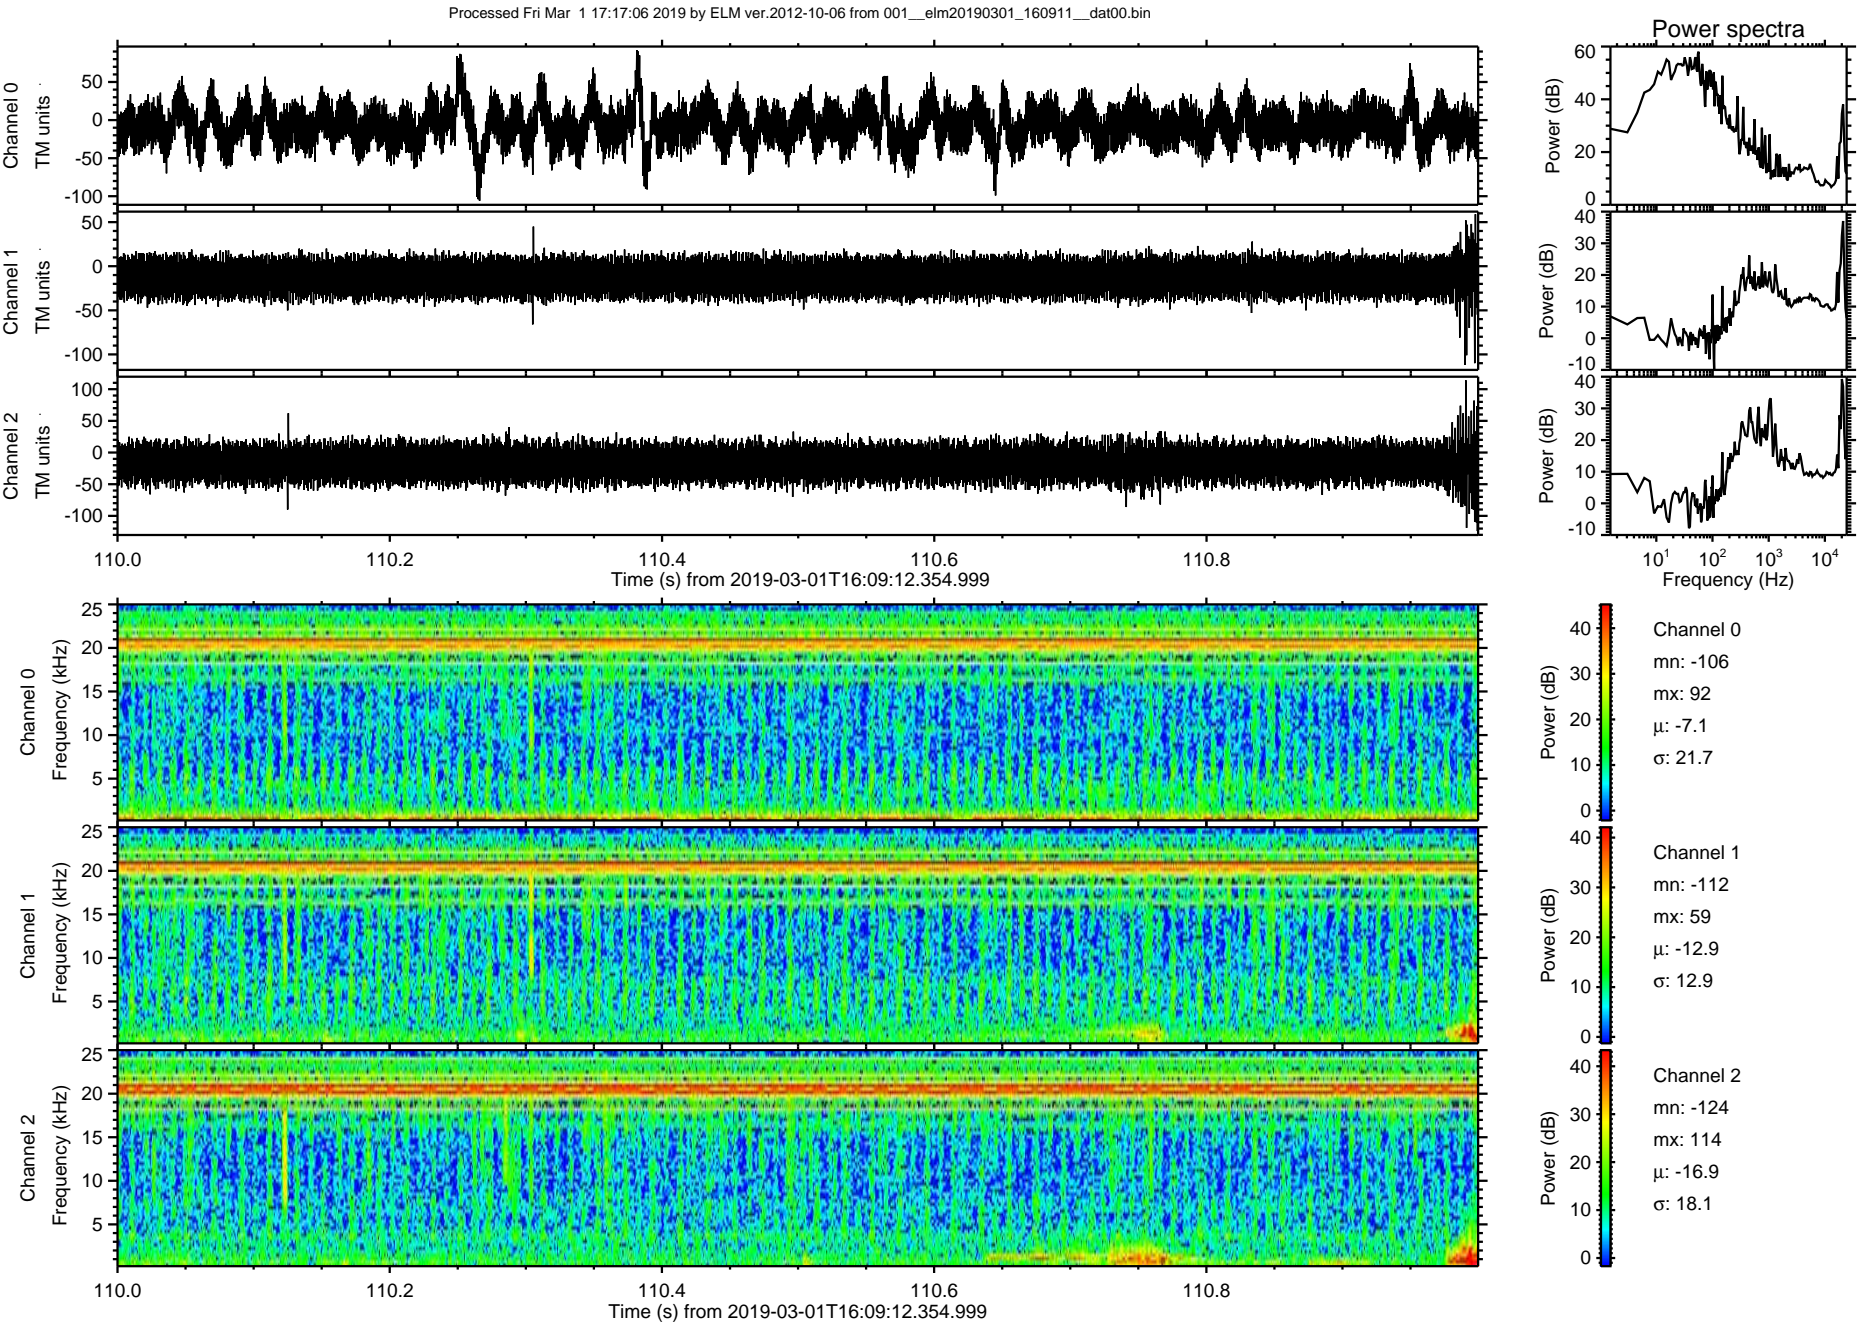 Processed Fri Mar  1 17:17:06 2019 by ELM ver.2012-10-06 from 001__elm20190301_160911__dat00.bin
Power spectra
Channel 0
TM units
50
0
-50
-100
Power (dB)
60
40
20
0
Channel 1
TM units
50
0
-50
-100
Power (dB)
40
30
20
10
0
-10
Channel 2
TM units
100
50
0
-50
-100
Power (dB)
40
30
20
10
0
-10
110.0 110.2 110.4 110.6 110.8
Time (s) from 2019-03-01T16:09:12.354.999
10¹ 10² 10³ 10⁴
Frequency (Hz)
Channel 0
Frequency (kHz)
25
20
15
10
5
Power (dB)
40
30
20
10
0
Channel 0
mn: -106
mx: 92
µ: -7.1
σ: 21.7
Channel 1
Frequency (kHz)
25
20
15
10
5
Power (dB)
40
30
20
10
0
Channel 1
mn: -112
mx: 59
µ: -12.9
σ: 12.9
Channel 2
Frequency (kHz)
25
20
15
10
5
Power (dB)
40
30
20
10
0
Channel 2
mn: -124
mx: 114
µ: -16.9
σ: 18.1
110.0 110.2 110.4 110.6 110.8
Time (s) from 2019-03-01T16:09:12.354.999